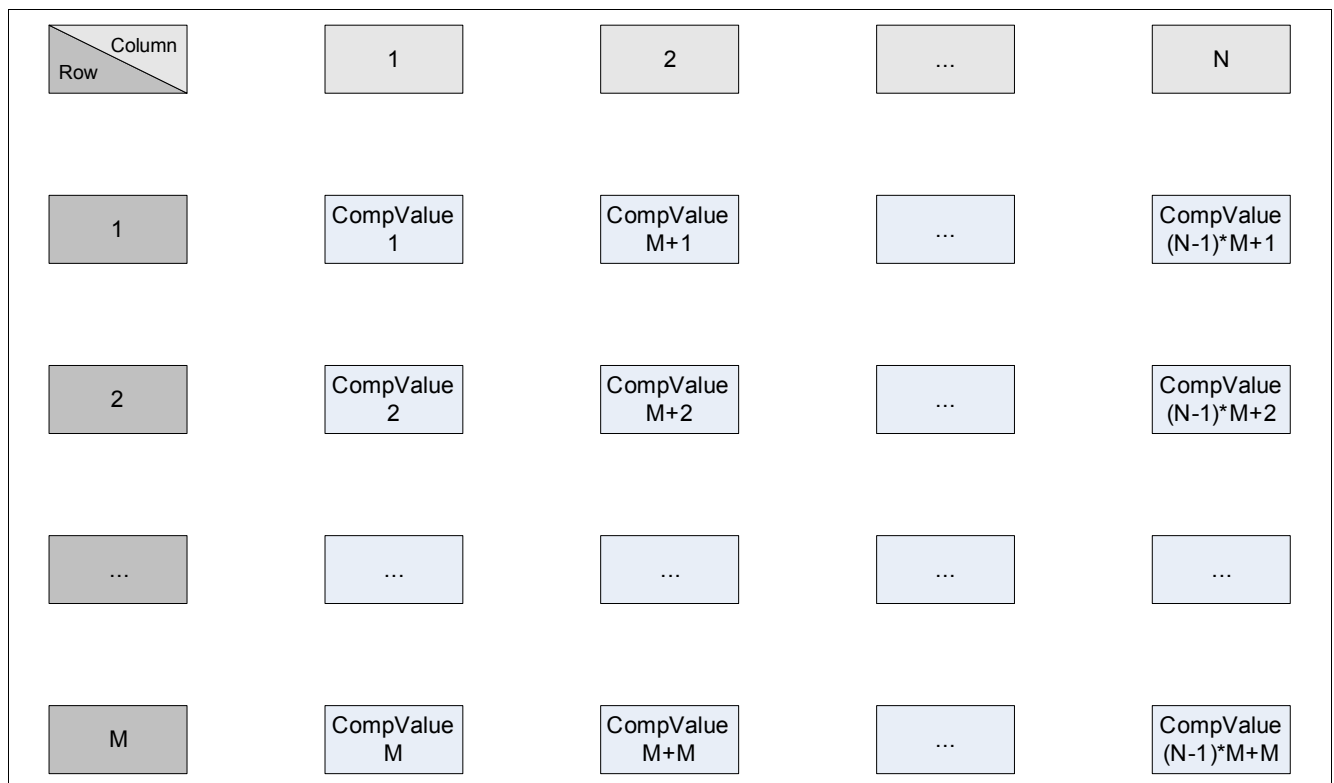 Column
Row
1
2
...
N
1
CompValue
1
CompValue
M+1
...
CompValue
(N-1)*M+1
2
CompValue
2
CompValue
M+2
...
CompValue
(N-1)*M+2
...
...
...
...
...
M
CompValue
M
CompValue
M+M
...
CompValue
(N-1)*M+M